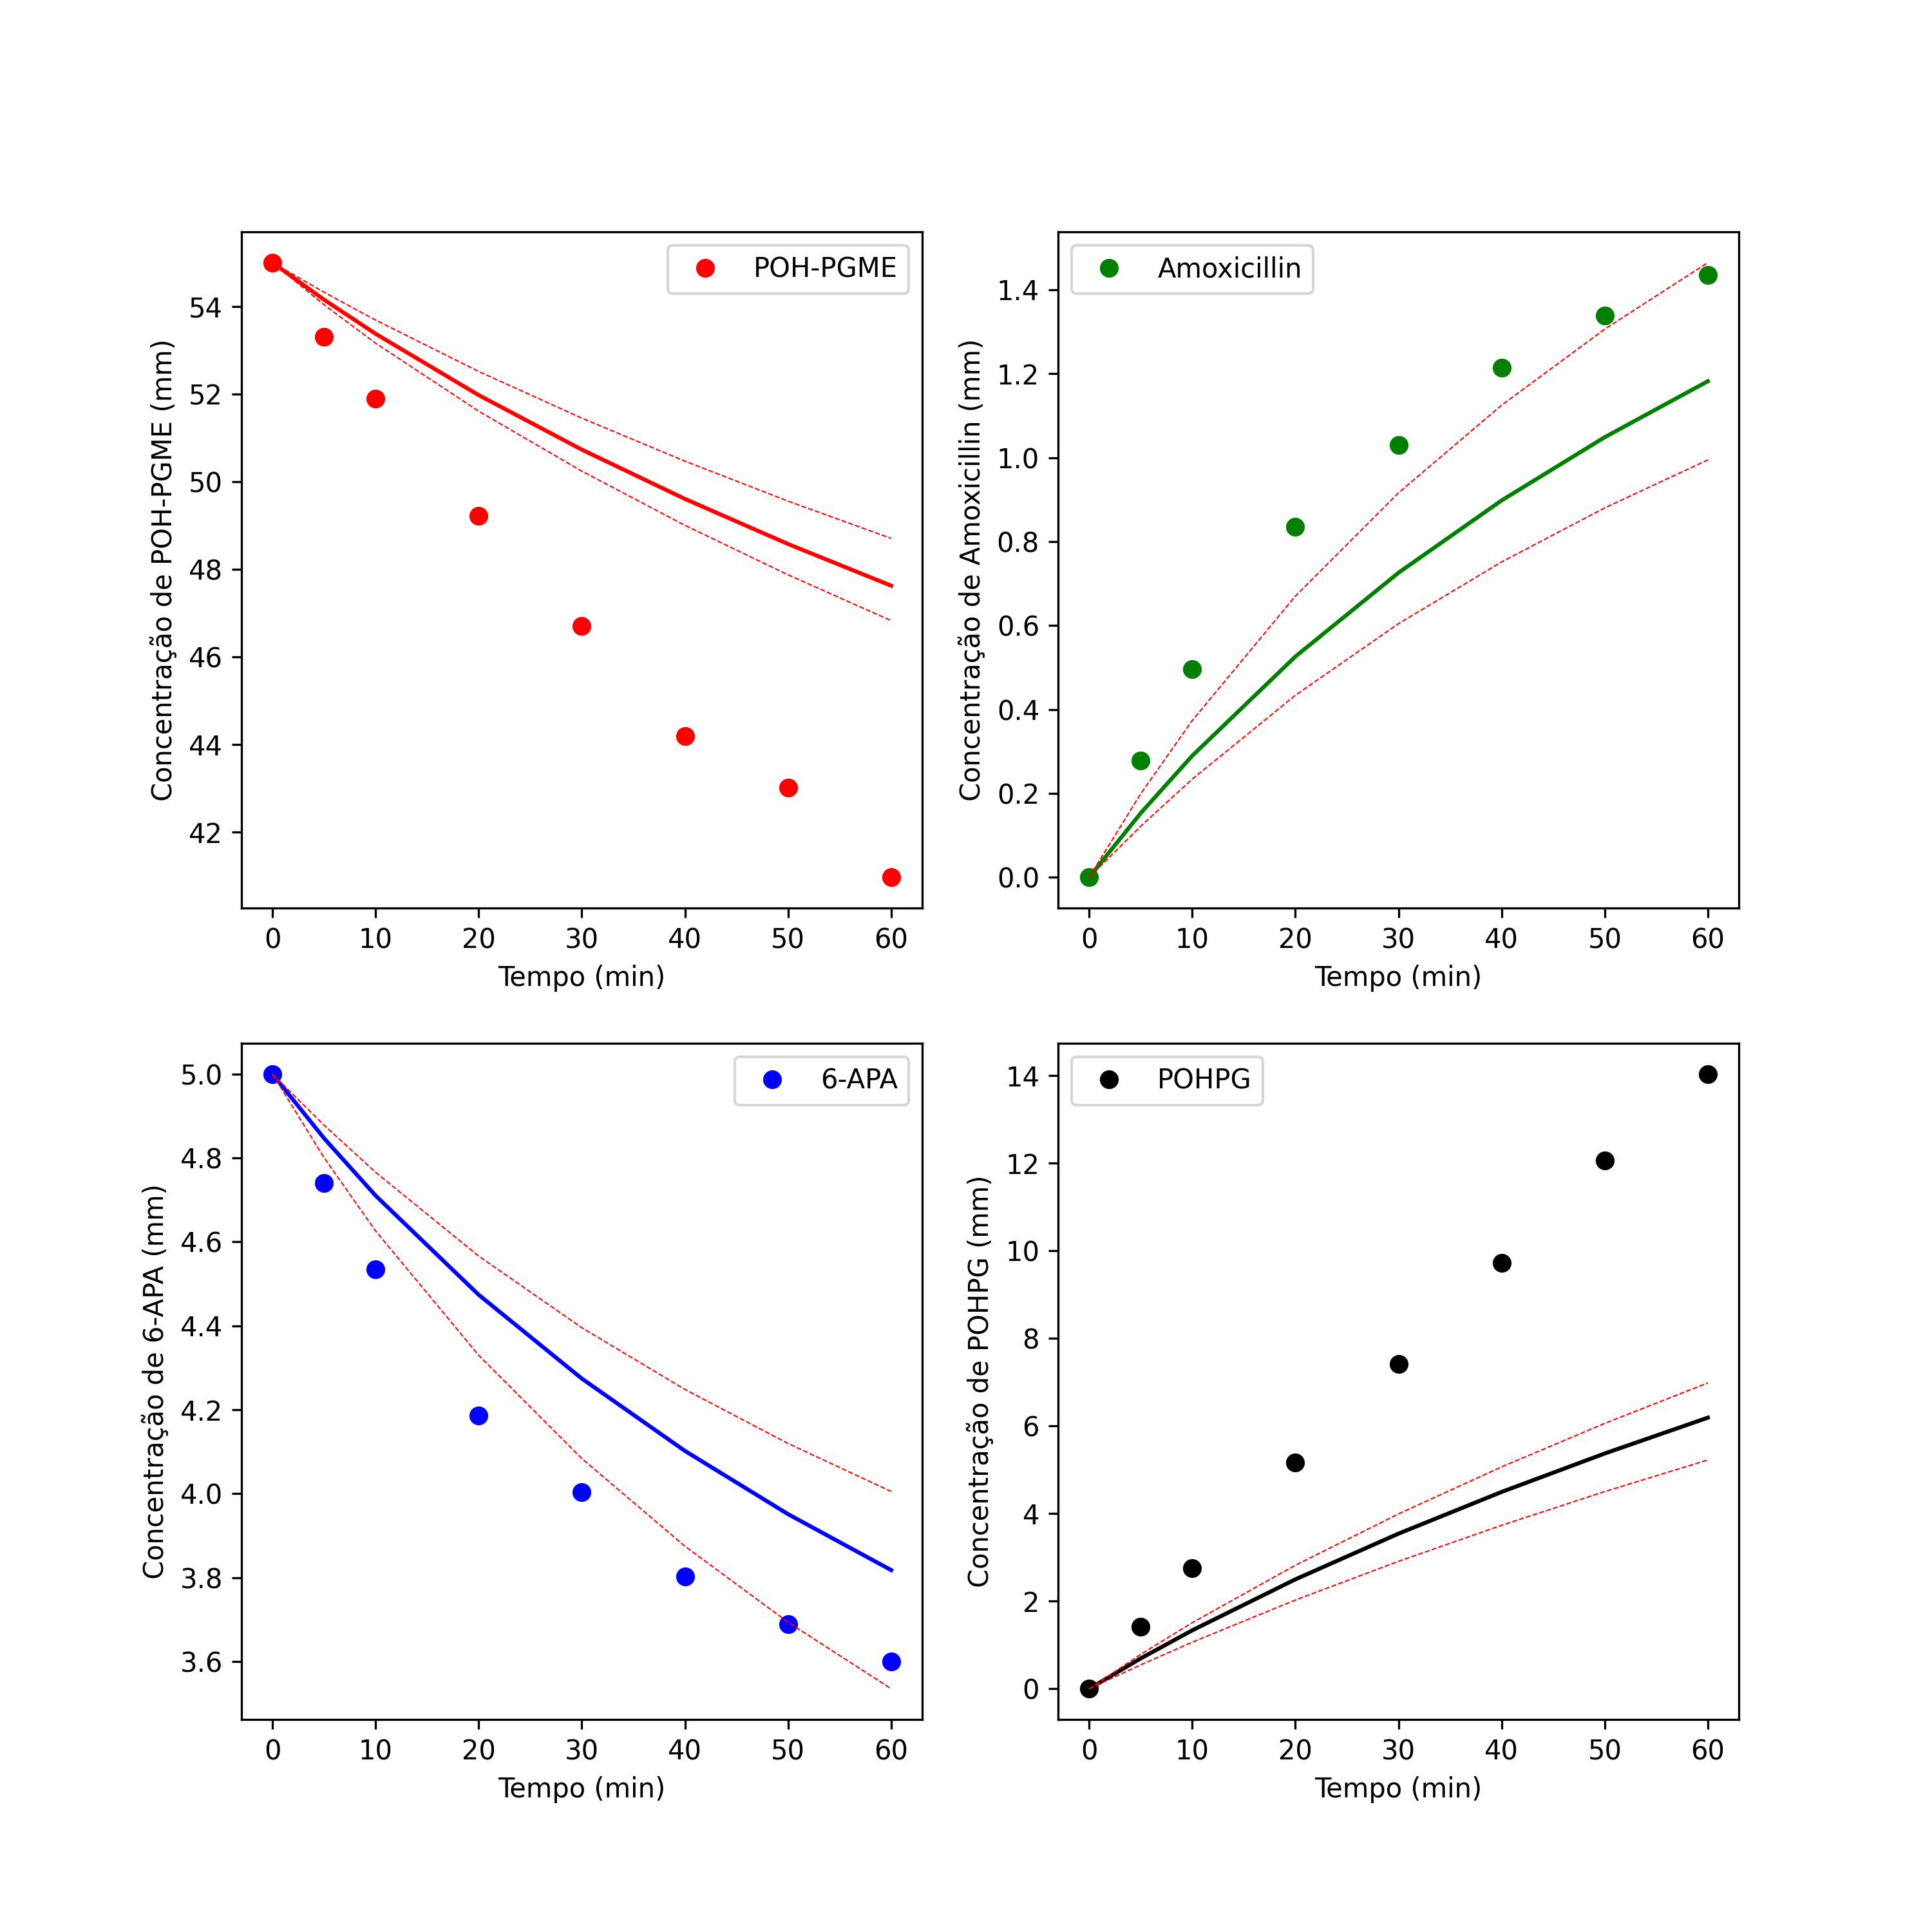 POH-PGME
Concentração de POH-PGME (mm)
54
52
50
48
46
44
42
0 10 20 30 40 50 60
Tempo (min)
Amoxicillin
Concentração de Amoxicillin (mm)
1.4
1.2
1.0
0.8
0.6
0.4
0.2
0.0
0 10 20 30 40 50 60
Tempo (min)
6-APA
Concentração de 6-APA (mm)
5.0
4.8
4.6
4.4
4.2
4.0
3.8
3.6
0 10 20 30 40 50 60
Tempo (min)
POHPG
Concentração de POHPG (mm)
14
12
10
8
6
4
2
0
0 10 20 30 40 50 60
Tempo (min)